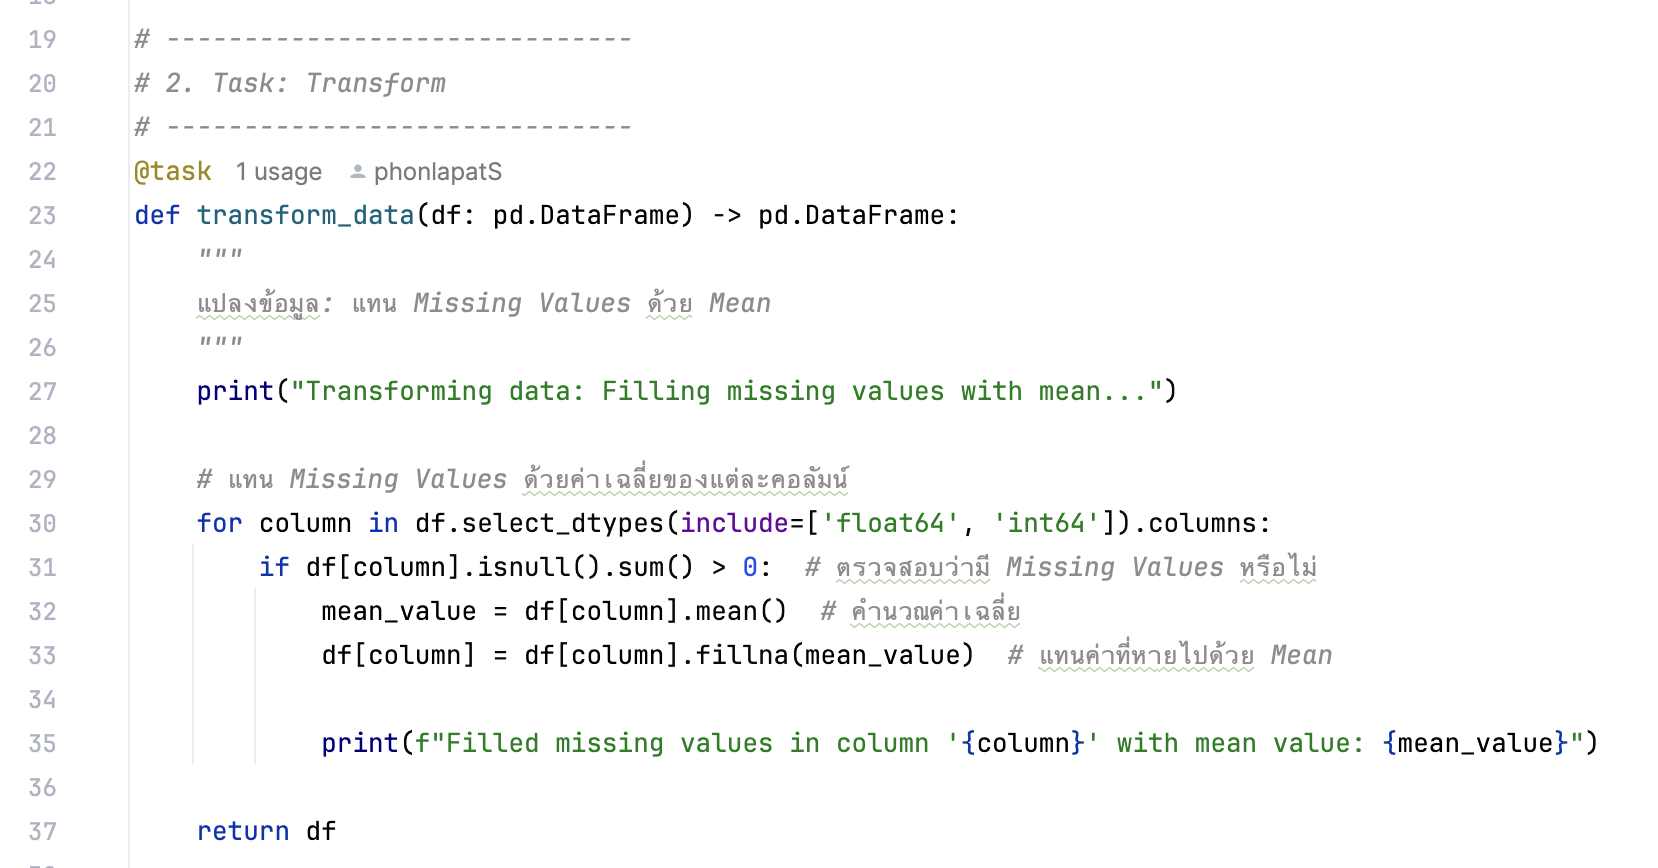 19 # ------------------------------
20 # 2. Task: Transform
21 # ------------------------------
22 @task 1 usage phonlapatS
23 def transform_data(df: pd.DataFrame) -> pd.DataFrame:
24 """
25 แปลงข้อมูล: แทน Missing Values ด้วย Mean
26 """
27 print("Transforming data: Filling missing values with mean...")
28
29 # แทน Missing Values ด้วยค่าเฉลี่ยของแต่ละคอลัมน์
30 for column in df.select_dtypes(include=['float64', 'int64']).columns:
31 if df[column].isnull().sum() > 0:  # ตรวจสอบว่ามี Missing Values หรือไม่
32 mean_value = df[column].mean()  # คำนวณค่าเฉลี่ย
33 df[column] = df[column].fillna(mean_value)  # แทนค่าที่หายไปด้วย Mean
34
35 print(f"Filled missing values in column '{column}' with mean value: {mean_value}")
36
37 return df